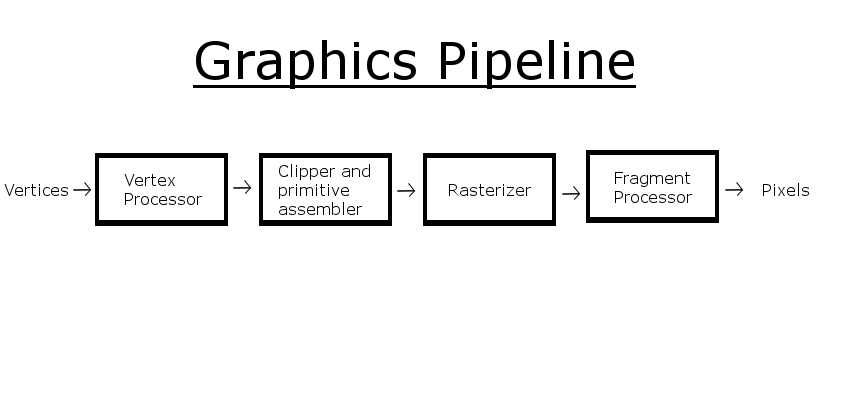 Graphics Pipeline
Vertices
Vertex
Processor
Clipper and
primitive
assembler
Rasterizer
Fragment
Processor
Pixels